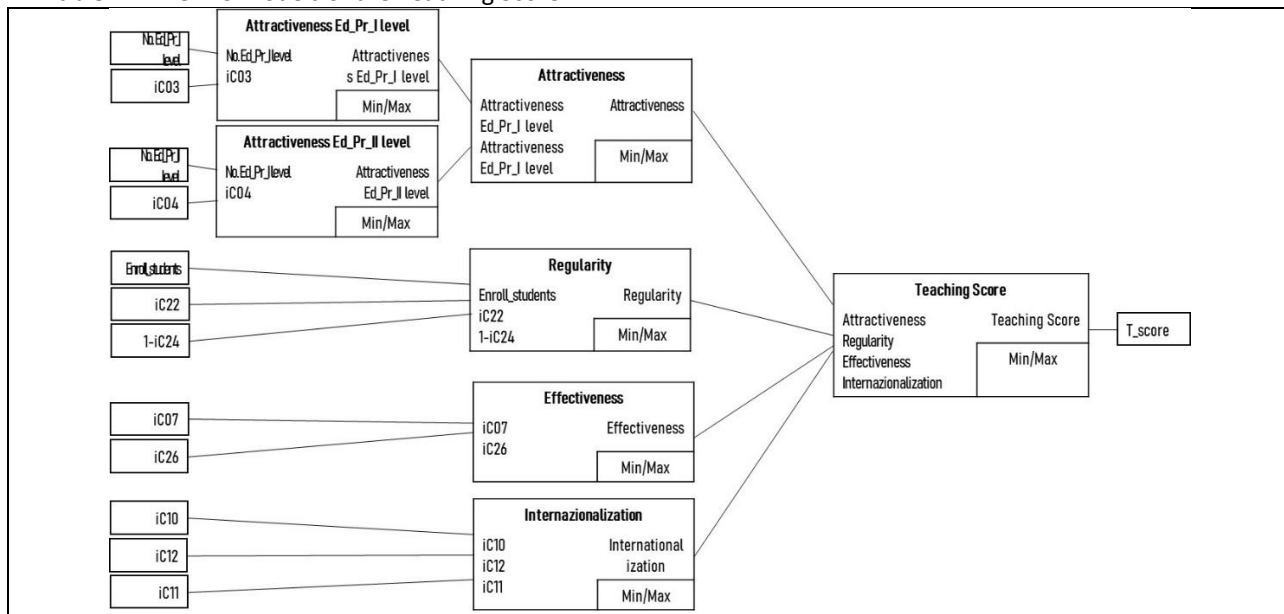 Teaching Score
No.Ed_Pr_I
level
iC03
Attractiveness Ed_Pr_I level
No.Ed_Pr_Ilevel
iC03
Attractivenes
s Ed_Pr_I level
Min/Max
No.Ed_Pr_I
level
iC04
Attractiveness Ed_Pr_II level
No.Ed_Pr_Ilevel
iC04
Attractiveness
Ed_Pr_II level
Min/Max
Attractiveness
Attractiveness
Ed_Pr_I level
Attractiveness
Ed_Pr_I level
Attractiveness
Min/Max
Enroll_students
iC22
1-iC24
Regularity
Enroll_students
iC22
1-iC24
Regularity
Min/Max
iC07
iC26
Effectiveness
iC07
iC26
Effectiveness
Min/Max
iC10
iC12
iC11
Internazionalization
iC10
iC12
iC11
International
ization
Min/Max
Teaching Score
Attractiveness
Regularity
Effectiveness
Internazionalization
Teaching Score
Min/Max
T_score